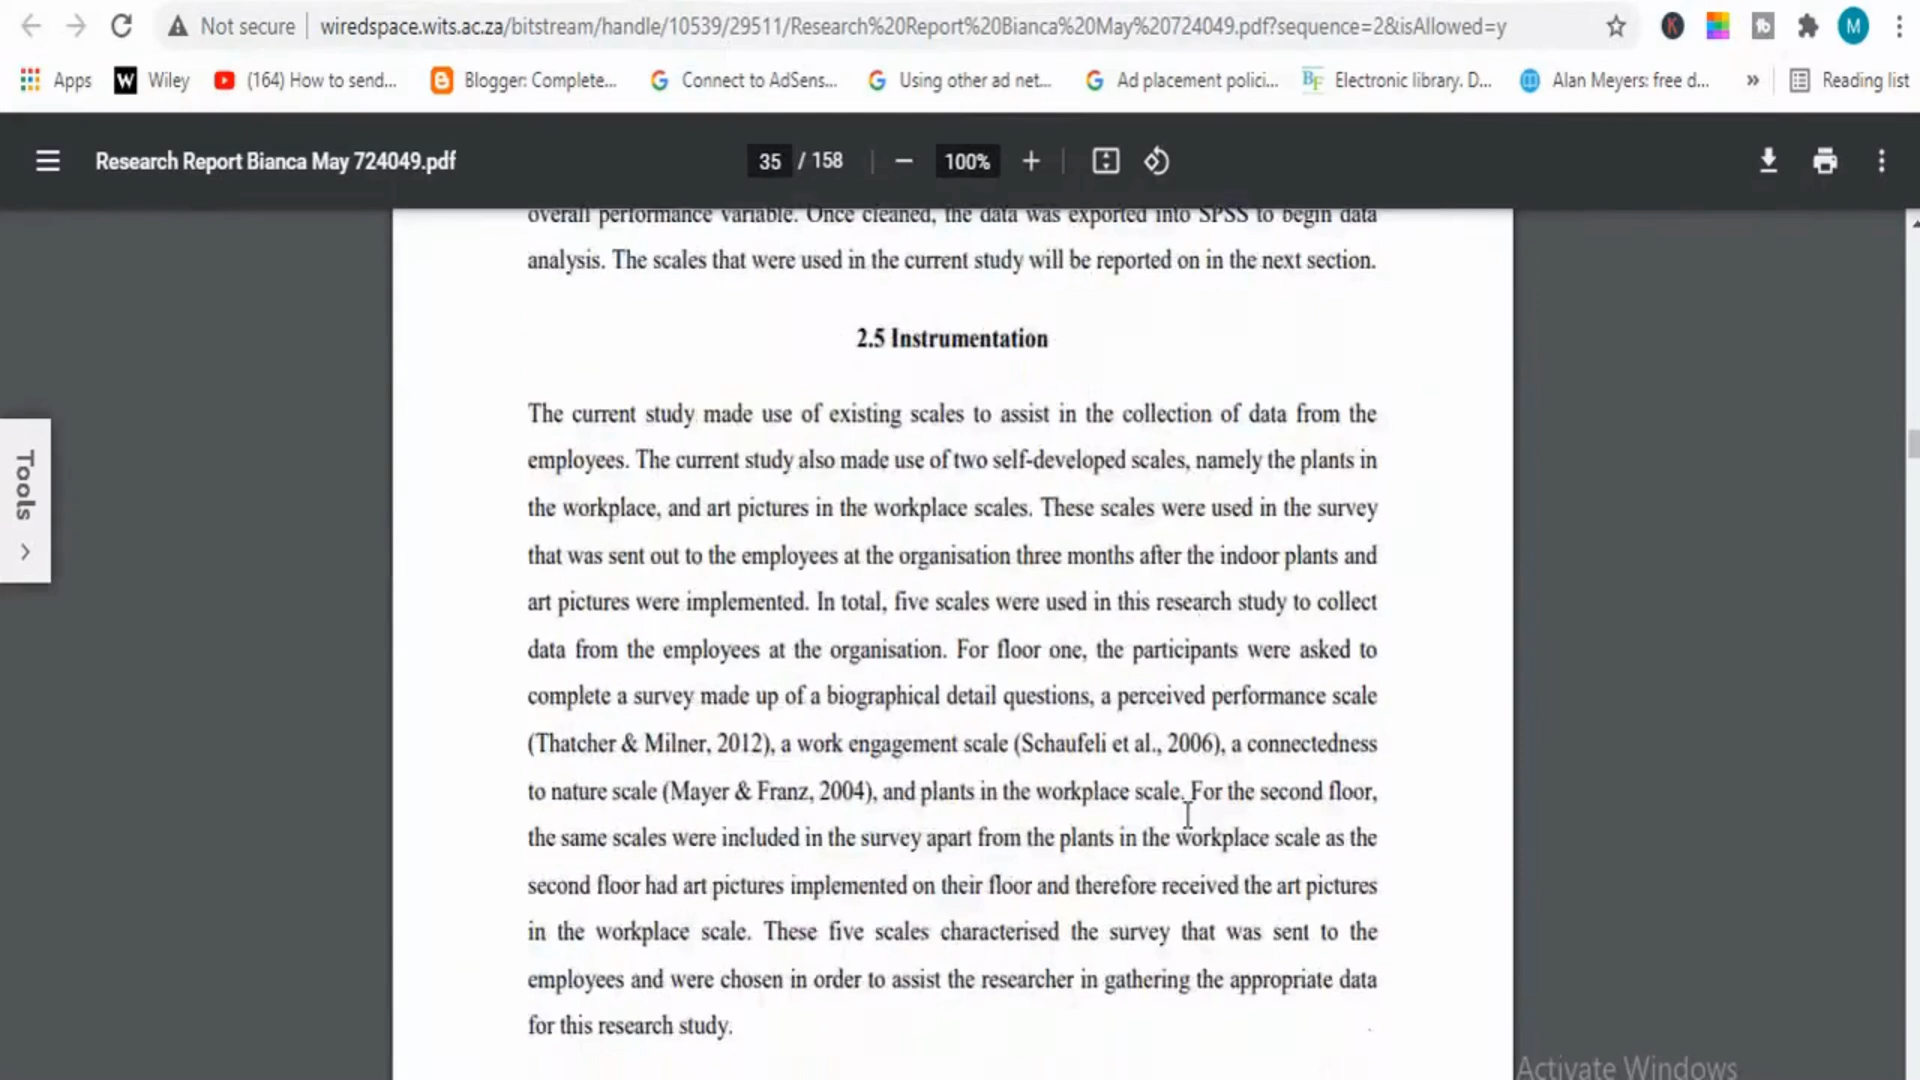 Not secure wiredspace.wits.ac.za/bitstream/handle/10539/29511/Research%20Report%20Bianca%20May%20724049.pdf?sequence=2&isAllowed=y K tb M
Apps W Wiley (164) How to send... Blogger: Complete... G Connect to AdSens... G Using other ad net... G Ad placement polici... BF Electronic library. D... Alan Meyers: free d... » Reading list
Research Report Bianca May 724049.pdf 35 / 158 — 100% +
overall performance variable. Once cleaned, the data was exported into SPSS to begin data
analysis. The scales that were used in the current study will be reported on in the next section.
2.5 Instrumentation
The current study made use of existing scales to assist in the collection of data from the
employees. The current study also made use of two self-developed scales, namely the plants in
the workplace, and art pictures in the workplace scales. These scales were used in the survey
that was sent out to the employees at the organisation three months after the indoor plants and
art pictures were implemented. In total, five scales were used in this research study to collect
data from the employees at the organisation. For floor one, the participants were asked to
complete a survey made up of a biographical detail questions, a perceived performance scale
(Thatcher & Milner, 2012), a work engagement scale (Schaufeli et al., 2006), a connectedness
to nature scale (Mayer & Franz, 2004), and plants in the workplace scale. For the second floor,
the same scales were included in the survey apart from the plants in the workplace scale as the
second floor had art pictures implemented on their floor and therefore received the art pictures
in the workplace scale. These five scales characterised the survey that was sent to the
employees and were chosen in order to assist the researcher in gathering the appropriate data
for this research study.
Tools >
Activate Windows